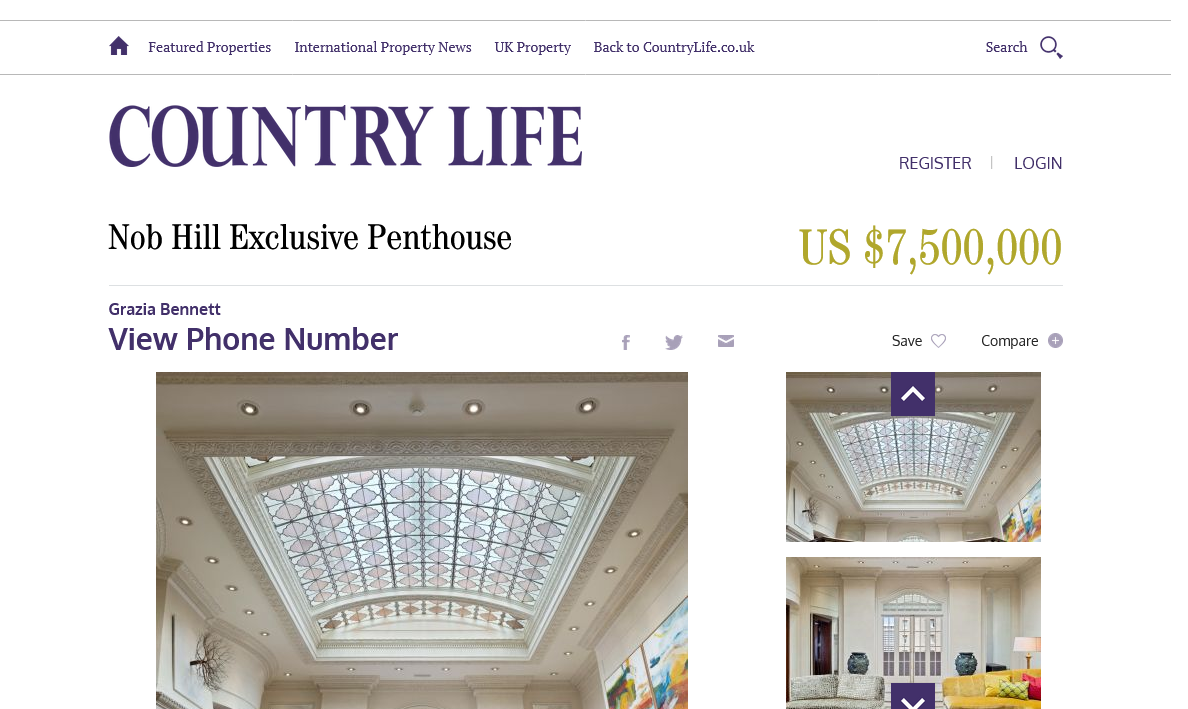 Featured Properties International Property News UK Property Back to CountryLife.co.uk Search
COUNTRY LIFE
REGISTER | LOGIN
Nob Hill Exclusive Penthouse US $7,500,000
Grazia Bennett
View Phone Number Save Compare